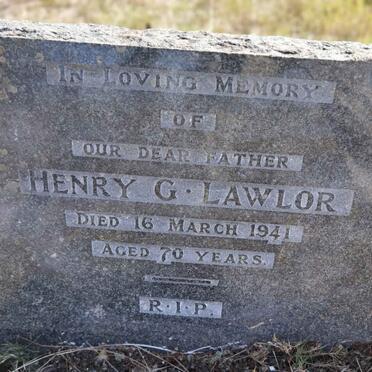 IN LOVING MEMORY
OF
OUR DEAR FATHER
HENRY G · LAWLOR
DIED 16 MARCH 1941
AGED 70 YEARS.
R·I·P.